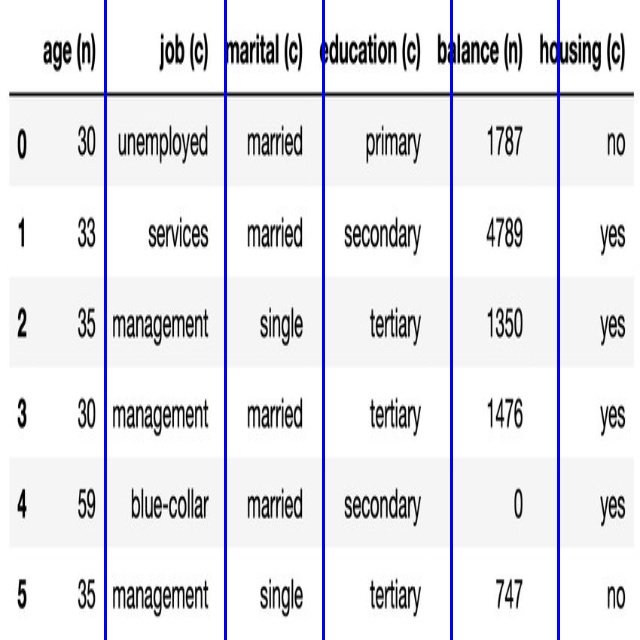 age (n) job (c) marital (c) education (c) balance (n) housing (c)
0 30 unemployed married primary 1787 no
1 33 services married secondary 4789 yes
2 35 management single tertiary 1350 yes
3 30 management married tertiary 1476 yes
4 59 blue-collar married secondary 0 yes
5 35 management single tertiary 747 no